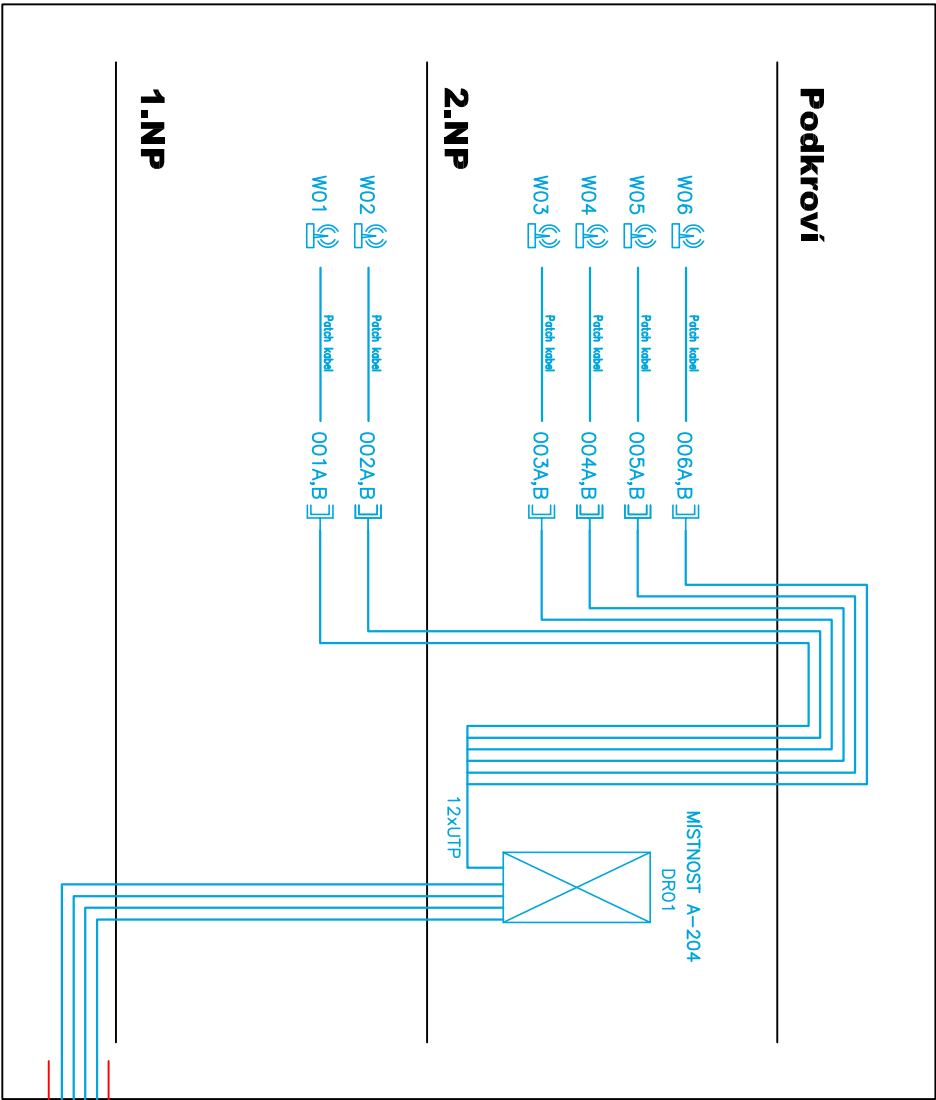 Podkroví
W06 Patch kabel 006A,B
W05 Patch kabel 005A,B
W04 Patch kabel 004A,B
W03 Patch kabel 003A,B
MÍSTNOST A-204
DR01
12xUTP
2.NP
W02 Patch kabel 002A,B
W01 Patch kabel 001A,B
1.NP